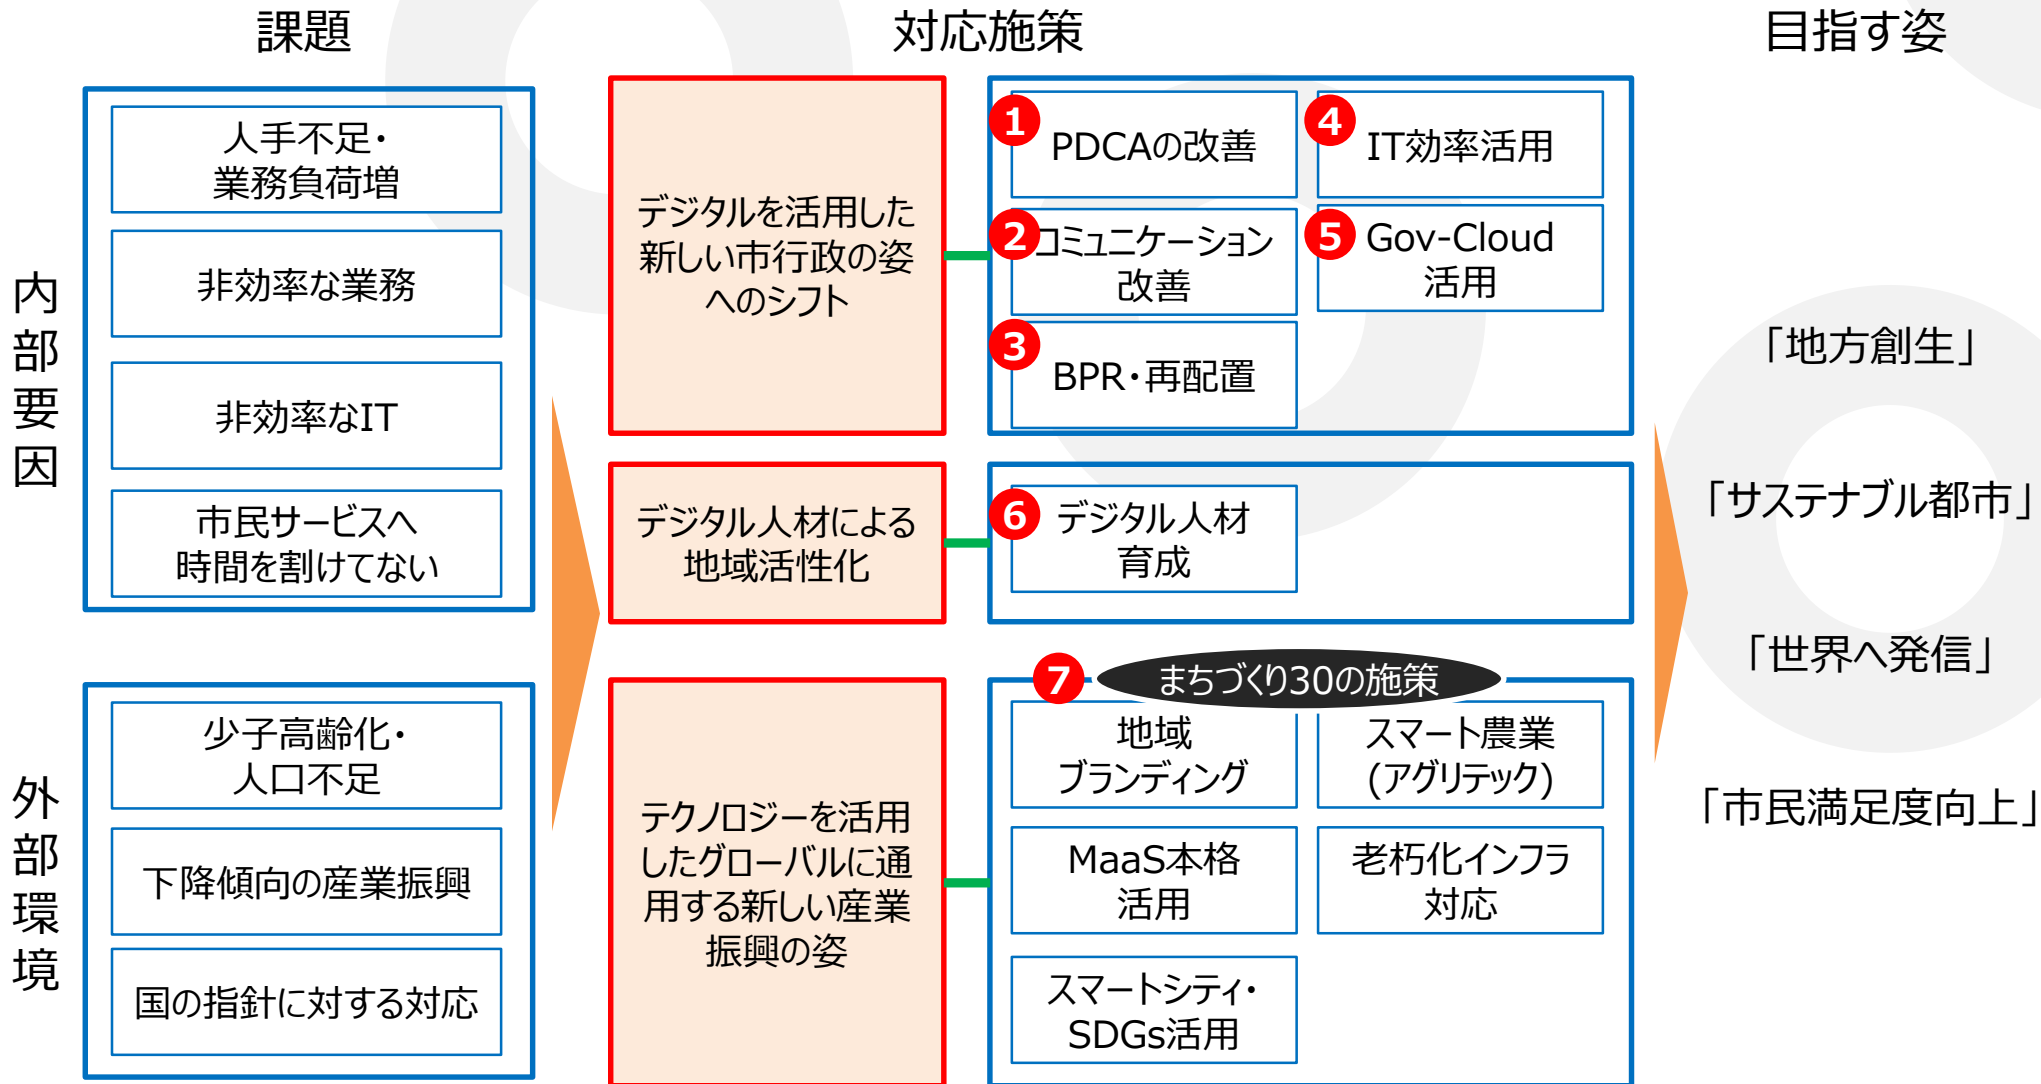 課題
対応施策
目指す姿
内部要因
人手不足・
業務負荷増
非効率な業務
非効率なIT
市民サービスへ
時間を割けてない
外部環境
少子高齢化・
人口不足
下降傾向の産業振興
国の指針に対する対応
デジタルを活用した
新しい市行政の姿
へのシフト
1
PDCAの改善
2
コミュニケーション
改善
3
BPR・再配置
4
IT効率活用
5
Gov-Cloud
活用
デジタル人材による
地域活性化
6
デジタル人材
育成
テクノロジーを活用
したグローバルに通
用する新しい産業
振興の姿
7
まちづくり30の施策
地域
ブランディング
スマート農業
(アグリテック)
MaaS本格
活用
老朽化インフラ
対応
スマートシティ・
SDGs活用
「地方創生」
「サステナブル都市」
「世界へ発信」
「市民満足度向上」